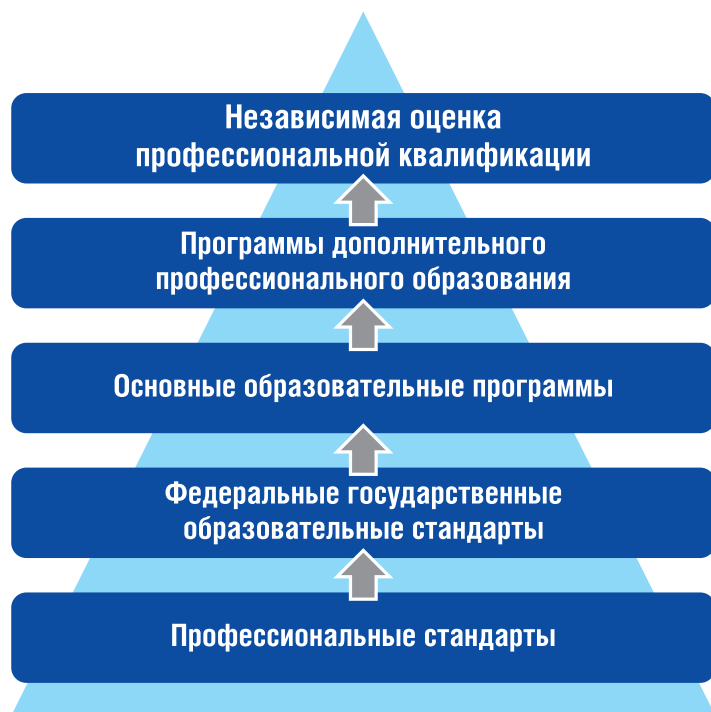 Независимая оценка
профессиональной квалификации
Программы дополнительного
профессионального образования
Основные образовательные программы
Федеральные государственные
образовательные стандарты
Профессиональные стандарты